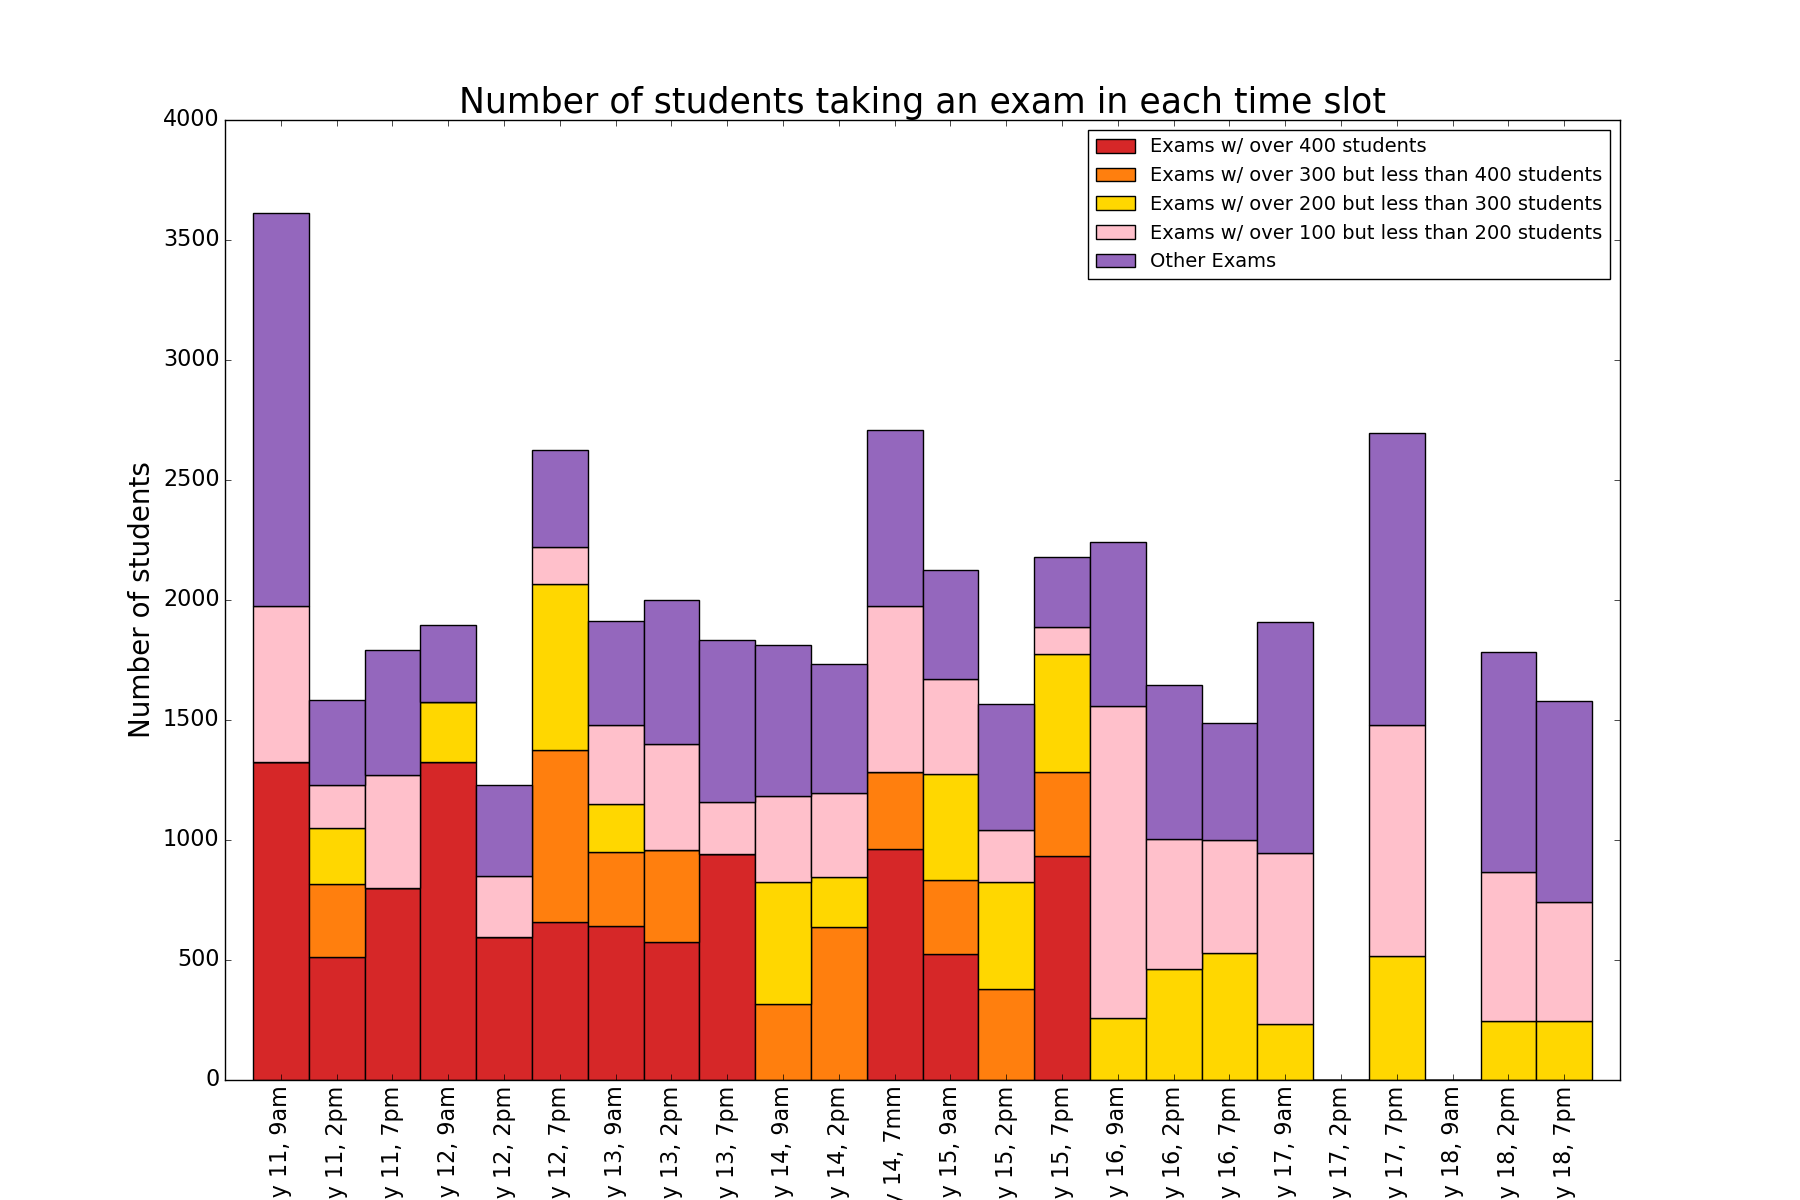 Number of students taking an exam in each time slot
Exams w/ over 400 students
Exams w/ over 300 but less than 400 students
Exams w/ over 200 but less than 300 students
Exams w/ over 100 but less than 200 students
Other Exams
Number of students
4000
3500
3000
2500
2000
1500
1000
500
0
y 11, 9am
y 11, 2pm
y 11, 7pm
y 12, 9am
y 12, 2pm
y 12, 7pm
y 13, 9am
y 13, 2pm
y 13, 7pm
y 14, 9am
y 14, 2pm
y 14, 7mm
y 15, 9am
y 15, 2pm
y 15, 7pm
y 16, 9am
y 16, 2pm
y 16, 7pm
y 17, 9am
y 17, 2pm
y 17, 7pm
y 18, 9am
y 18, 2pm
y 18, 7pm